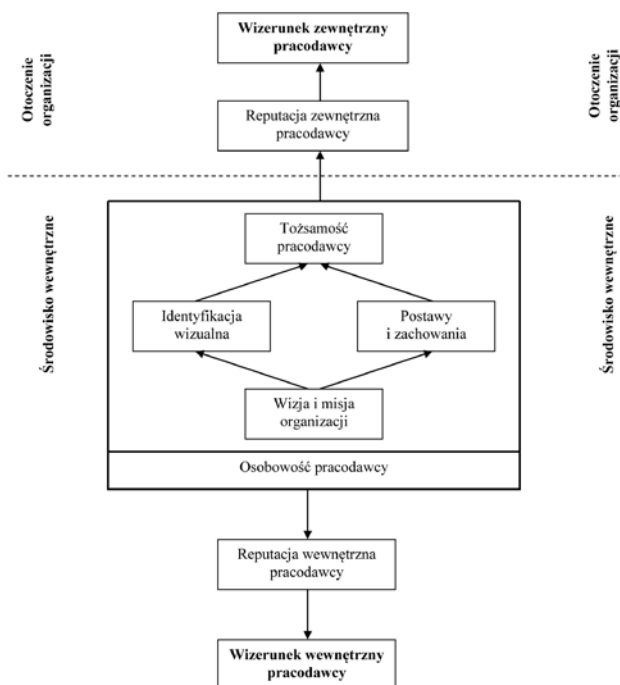 Wizerunek zewnętrzny
pracodawcy
Otoczenie
organizacji
Otoczenie
organizacji
Reputacja zewnętrzna
pracodawcy
Środowisko wewnętrzne
Środowisko wewnętrzne
Tożsamość
pracodawcy
Identyfikacja
wizualna
Postawy
i zachowania
Wizja i misja
organizacji
Osobowość pracodawcy
Reputacja wewnętrzna
pracodawcy
Wizerunek wewnętrzny
pracodawcy